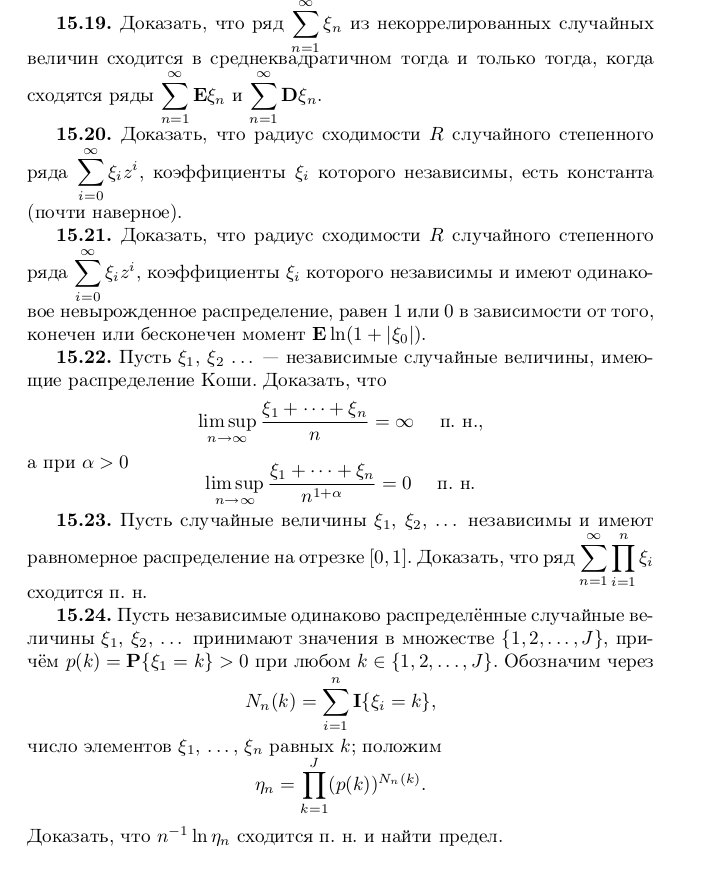 15.19. Доказать, что ряд $\sum_{n=1}^{\infty} \xi_n$ из некоррелированных случайных
величин сходится в среднеквадратичном тогда и только тогда, когда
сходятся ряды $\sum_{n=1}^{\infty} \mathbf{E}\xi_n$ и $\sum_{n=1}^{\infty} \mathbf{D}\xi_n$.
15.20. Доказать, что радиус сходимости $R$ случайного степенного
ряда $\sum_{i=0}^{\infty} \xi_i z^i$, коэффициенты $\xi_i$ которого независимы, есть константа
(почти наверное).
15.21. Доказать, что радиус сходимости $R$ случайного степенного
ряда $\sum_{i=0}^{\infty} \xi_i z^i$, коэффициенты $\xi_i$ которого независимы и имеют одинако-
вое невырожденное распределение, равен 1 или 0 в зависимости от того,
конечен или бесконечен момент $\mathbf{E}\ln(1 + |\xi_0|)$.
15.22. Пусть $\xi_1$, $\xi_2$ ... — независимые случайные величины, имею-
щие распределение Коши. Доказать, что
$\limsup_{n\to\infty} \frac{\xi_1 + \cdots + \xi_n}{n} = \infty$ п. н.,
а при $\alpha > 0$
$\limsup_{n\to\infty} \frac{\xi_1 + \cdots + \xi_n}{n^{1+\alpha}} = 0$ п. н.
15.23. Пусть случайные величины $\xi_1$, $\xi_2$, ... независимы и имеют
равномерное распределение на отрезке $[0, 1]$. Доказать, что ряд $\sum_{n=1}^{\infty} \prod_{i=1}^{n} \xi_i$
сходится п. н.
15.24. Пусть независимые одинаково распределённые случайные ве-
личины $\xi_1$, $\xi_2$, ... принимают значения в множестве $\{1, 2, \ldots, J\}$, при-
чём $p(k) = \mathbf{P}\{\xi_1 = k\} > 0$ при любом $k \in \{1, 2, \ldots, J\}$. Обозначим через
$N_n(k) = \sum_{i=1}^{n} \mathbf{I}\{\xi_i = k\},$
число элементов $\xi_1$, ..., $\xi_n$ равных $k$; положим
$\eta_n = \prod_{k=1}^{J} (p(k))^{N_n(k)}.$
Доказать, что $n^{-1} \ln \eta_n$ сходится п. н. и найти предел.